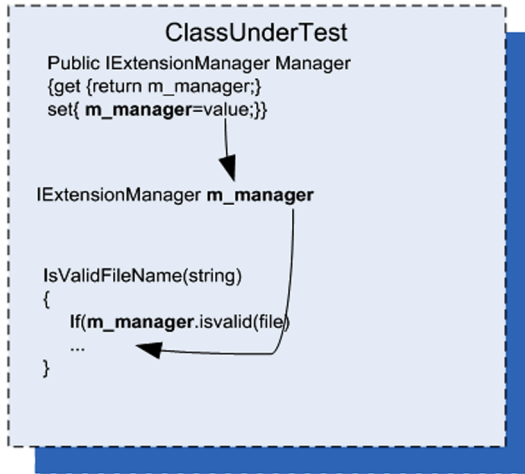 ClassUnderTest
Public IExtensionManager Manager
{get {return m_manager;}
set{ m_manager=value;}}
IExtensionManager m_manager
IsValidFileName(string)
{
If(m_manager.isvalid(file)
...
}